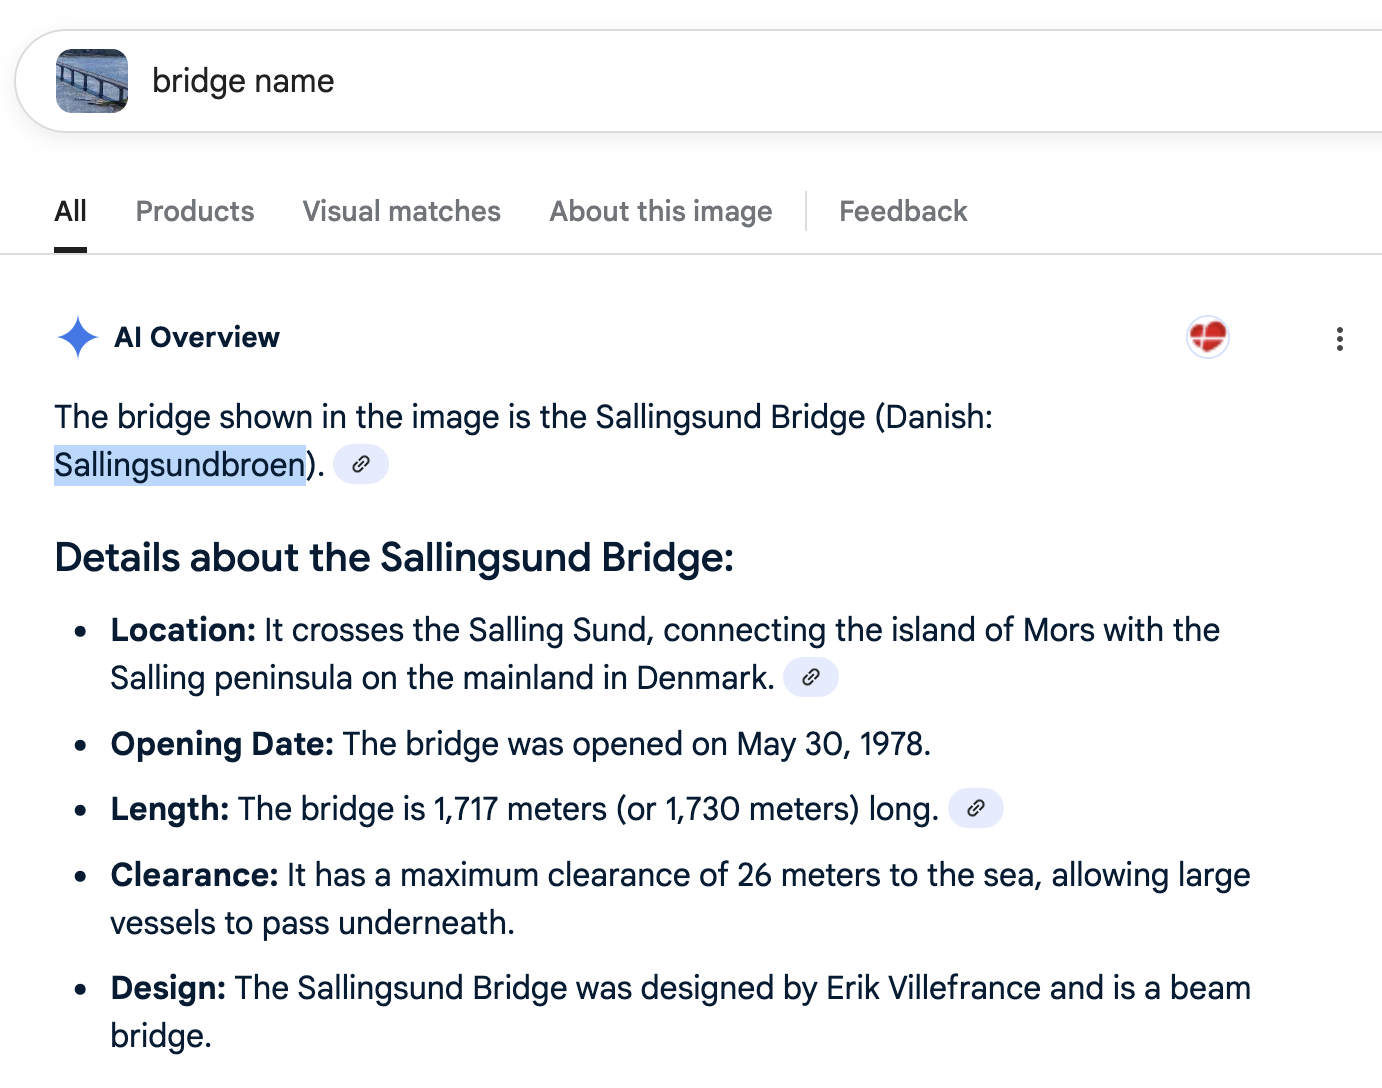 bridge name
All Products Visual matches About this image Feedback
AI Overview
The bridge shown in the image is the Sallingsund Bridge (Danish:
Sallingsundbroen).
Details about the Sallingsund Bridge:
• Location: It crosses the Salling Sund, connecting the island of Mors with the
Salling peninsula on the mainland in Denmark.
• Opening Date: The bridge was opened on May 30, 1978.
• Length: The bridge is 1,717 meters (or 1,730 meters) long.
• Clearance: It has a maximum clearance of 26 meters to the sea, allowing large
vessels to pass underneath.
• Design: The Sallingsund Bridge was designed by Erik Villefrance and is a beam
bridge.